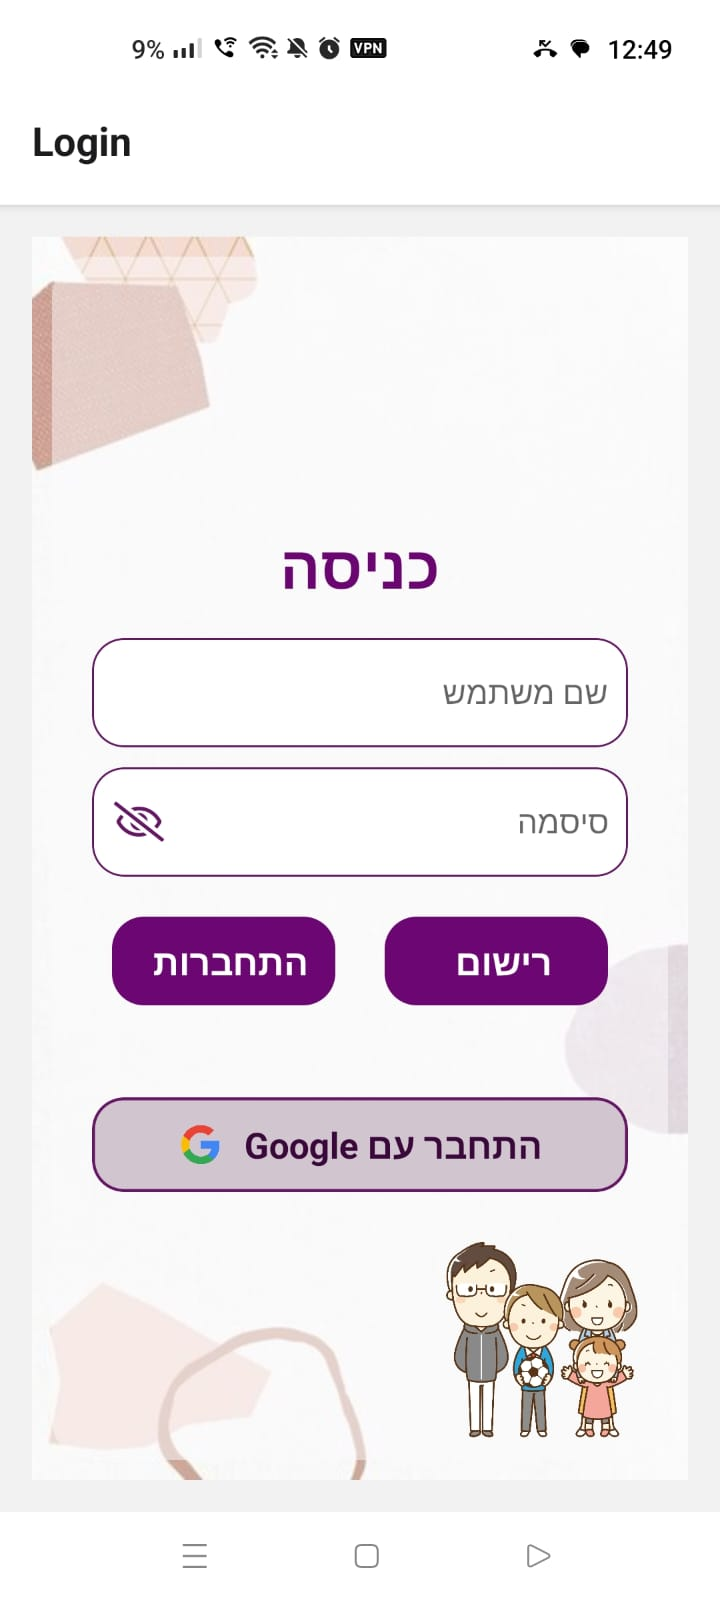 9% VPN 12:49
Login
כניסה
שם משתמש
סיסמה
רישום התחברות
התחבר עם Google